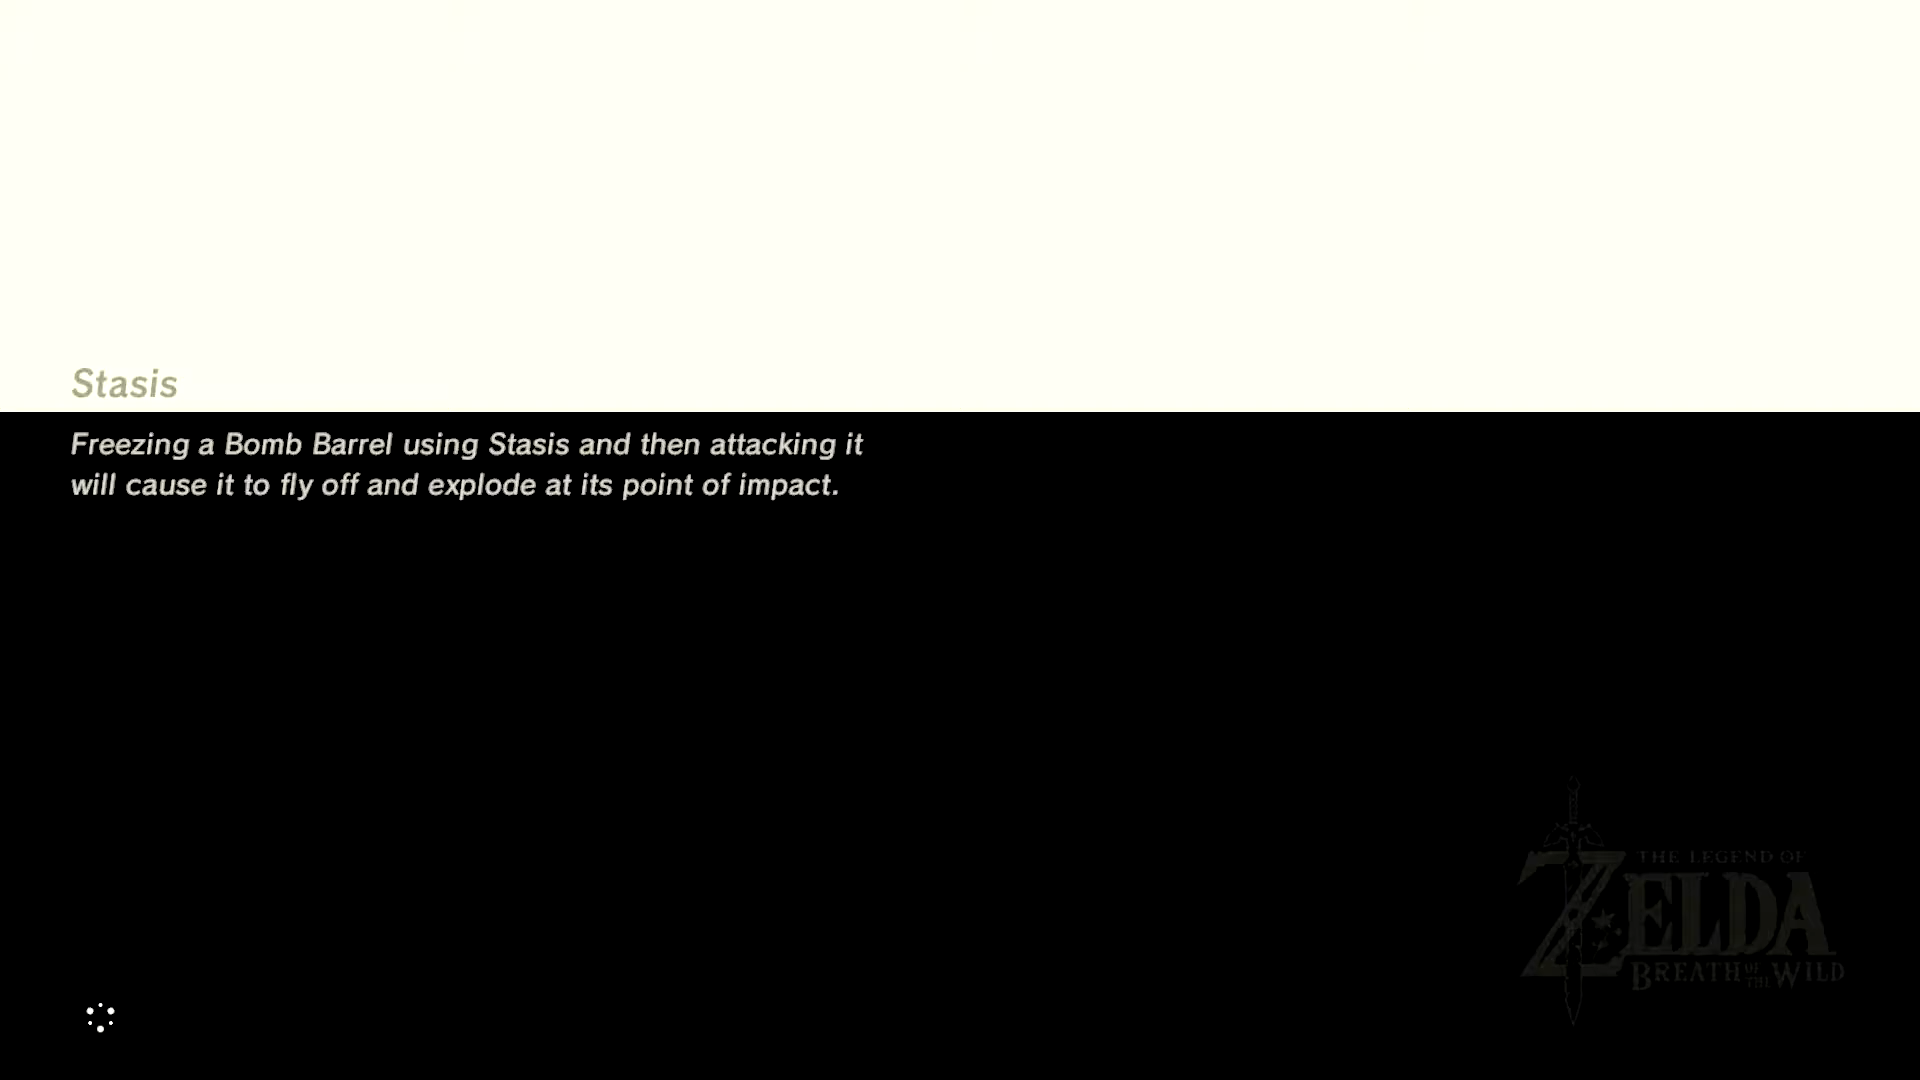 Stasis
Freezing a Bomb Barrel using Stasis and then attacking it
will cause it to fly off and explode at its point of impact.
THE LEGEND OF
ZELDA
BREATH OF THE WILD